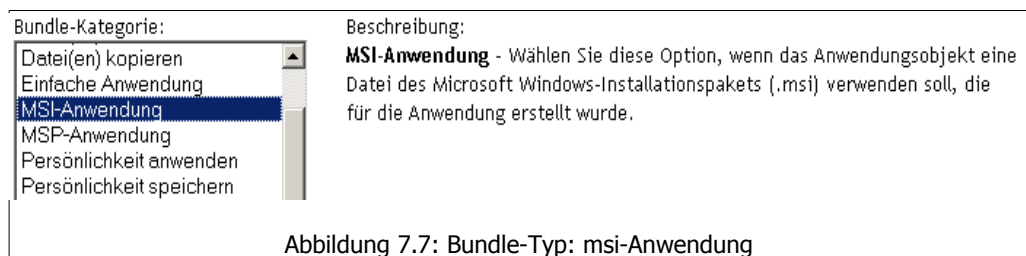 Bundle-Kategorie:
Datei(en) kopieren
Einfache Anwendung
MSI-Anwendung
MSP-Anwendung
Persönlichkeit anwenden
Persönlichkeit speichern
Beschreibung:
MSI-Anwendung - Wählen Sie diese Option, wenn das Anwendungsobjekt eine
Datei des Microsoft Windows-Installationspakets (.msi) verwenden soll, die
für die Anwendung erstellt wurde.
Abbildung 7.7: Bundle-Typ: msi-Anwendung